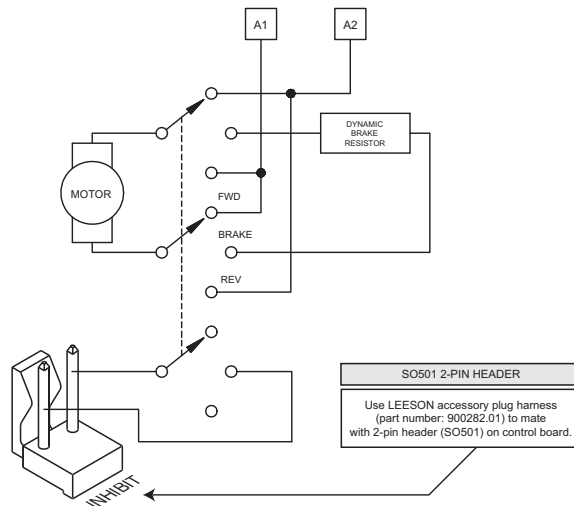 A1
A2
DYNAMIC
BRAKE
RESISTOR
MOTOR
FWD
BRAKE
REV
SO501 2-PIN HEADER
Use LEESON accessory plug harness
(part number: 900282.01) to mate
with 2-pin header (SO501) on control board.
INHIBIT